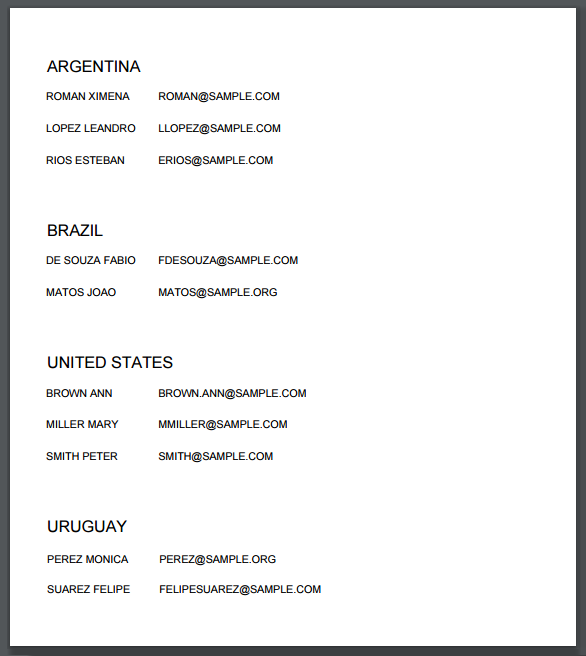 ARGENTINA
ROMAN XIMENA ROMAN@SAMPLE.COM
LOPEZ LEANDRO LLOPEZ@SAMPLE.COM
RIOS ESTEBAN ERIOS@SAMPLE.COM
BRAZIL
DE SOUZA FABIO FDESOUZA@SAMPLE.COM
MATOS JOAO MATOS@SAMPLE.ORG
UNITED STATES
BROWN ANN BROWN.ANN@SAMPLE.COM
MILLER MARY MMILLER@SAMPLE.COM
SMITH PETER SMITH@SAMPLE.COM
URUGUAY
PEREZ MONICA PEREZ@SAMPLE.ORG
SUAREZ FELIPE FELIPESUAREZ@SAMPLE.COM